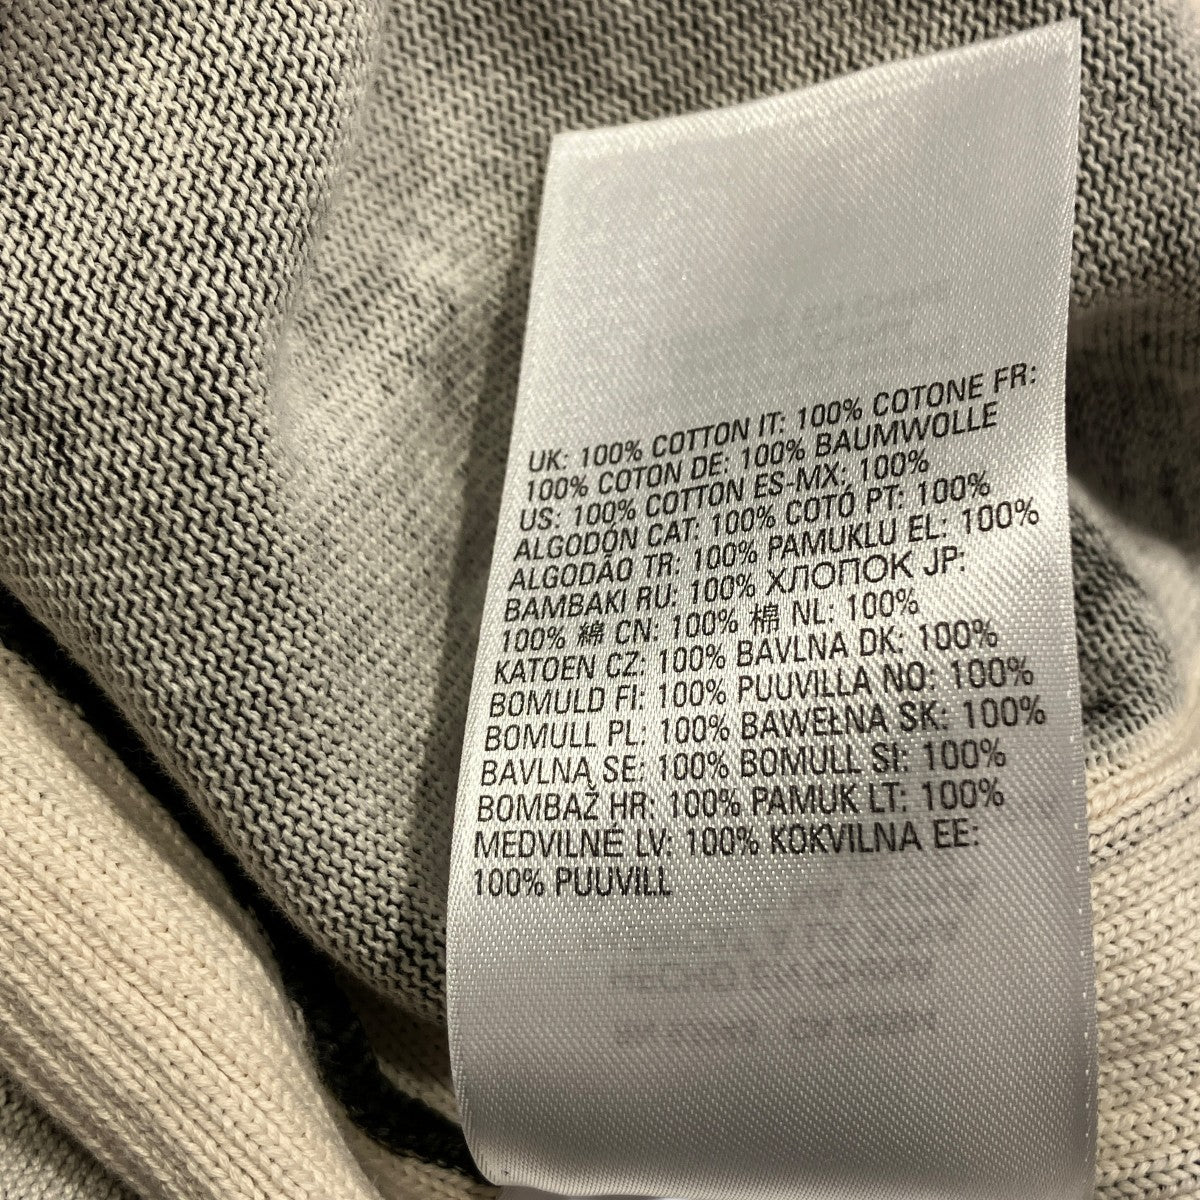 UK: 100% COTTON IT: 100% COTONE FR:
100% COTON DE: 100% BAUMWOLLE
US: 100% COTTON ES-MX: 100%
ALGODÓN CAT: 100% COTÓ PT: 100%
ALGODÃO TR: 100% PAMUKLU EL: 100%
BAMBAKI RU: 100% ХЛОПОК JP:
100% 綿 CN: 100% 棉 NL: 100%
KATOEN CZ: 100% BAVLNA DK: 100%
BOMULD FI: 100% PUUVILLA NO: 100%
BOMULL PL: 100% BAWEŁNA SK: 100%
BAVLNA SE: 100% BOMULL SI: 100%
BOMBAŽ HR: 100% PAMUK LT: 100%
MEDVILNĖ LV: 100% KOKVILNA EE:
100% PUUVILL
HECHO